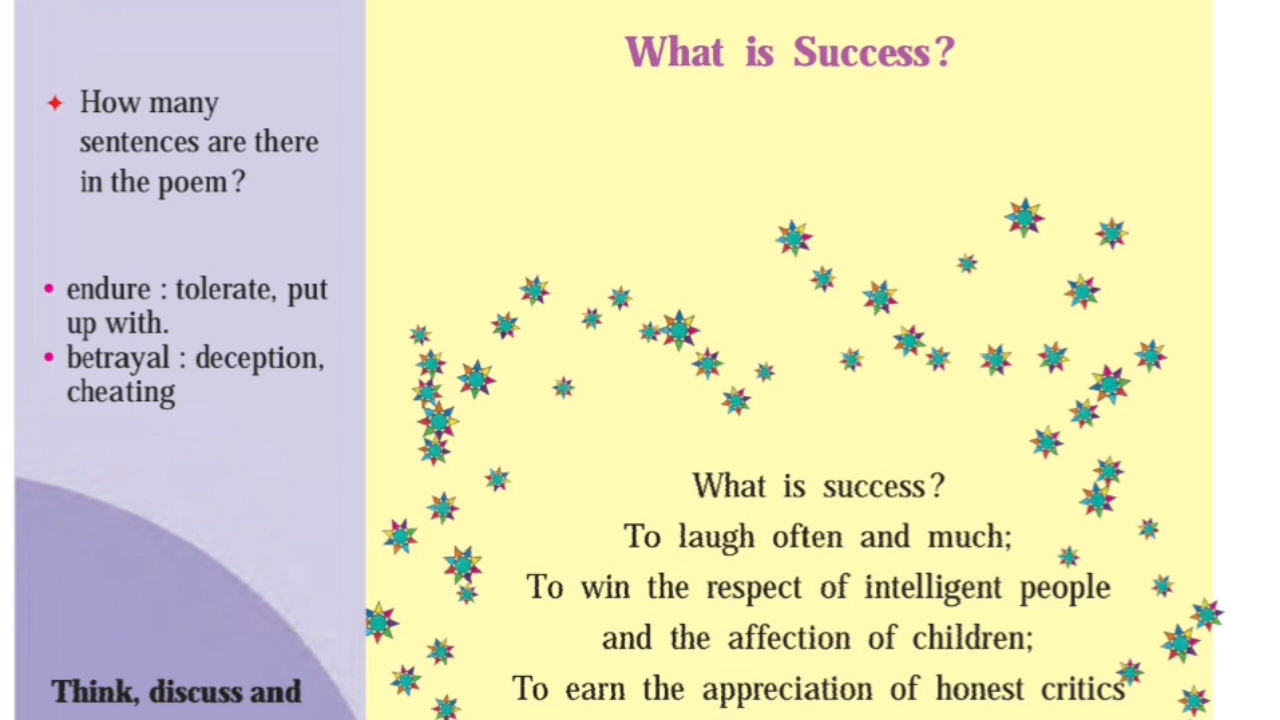 What is Success?
How many
sentences are there
in the poem?
• endure : tolerate, put
up with.
• betrayal : deception,
cheating
Think, discuss and
What is success?
To laugh often and much;
To win the respect of intelligent people
and the affection of children;
To earn the appreciation of honest critics